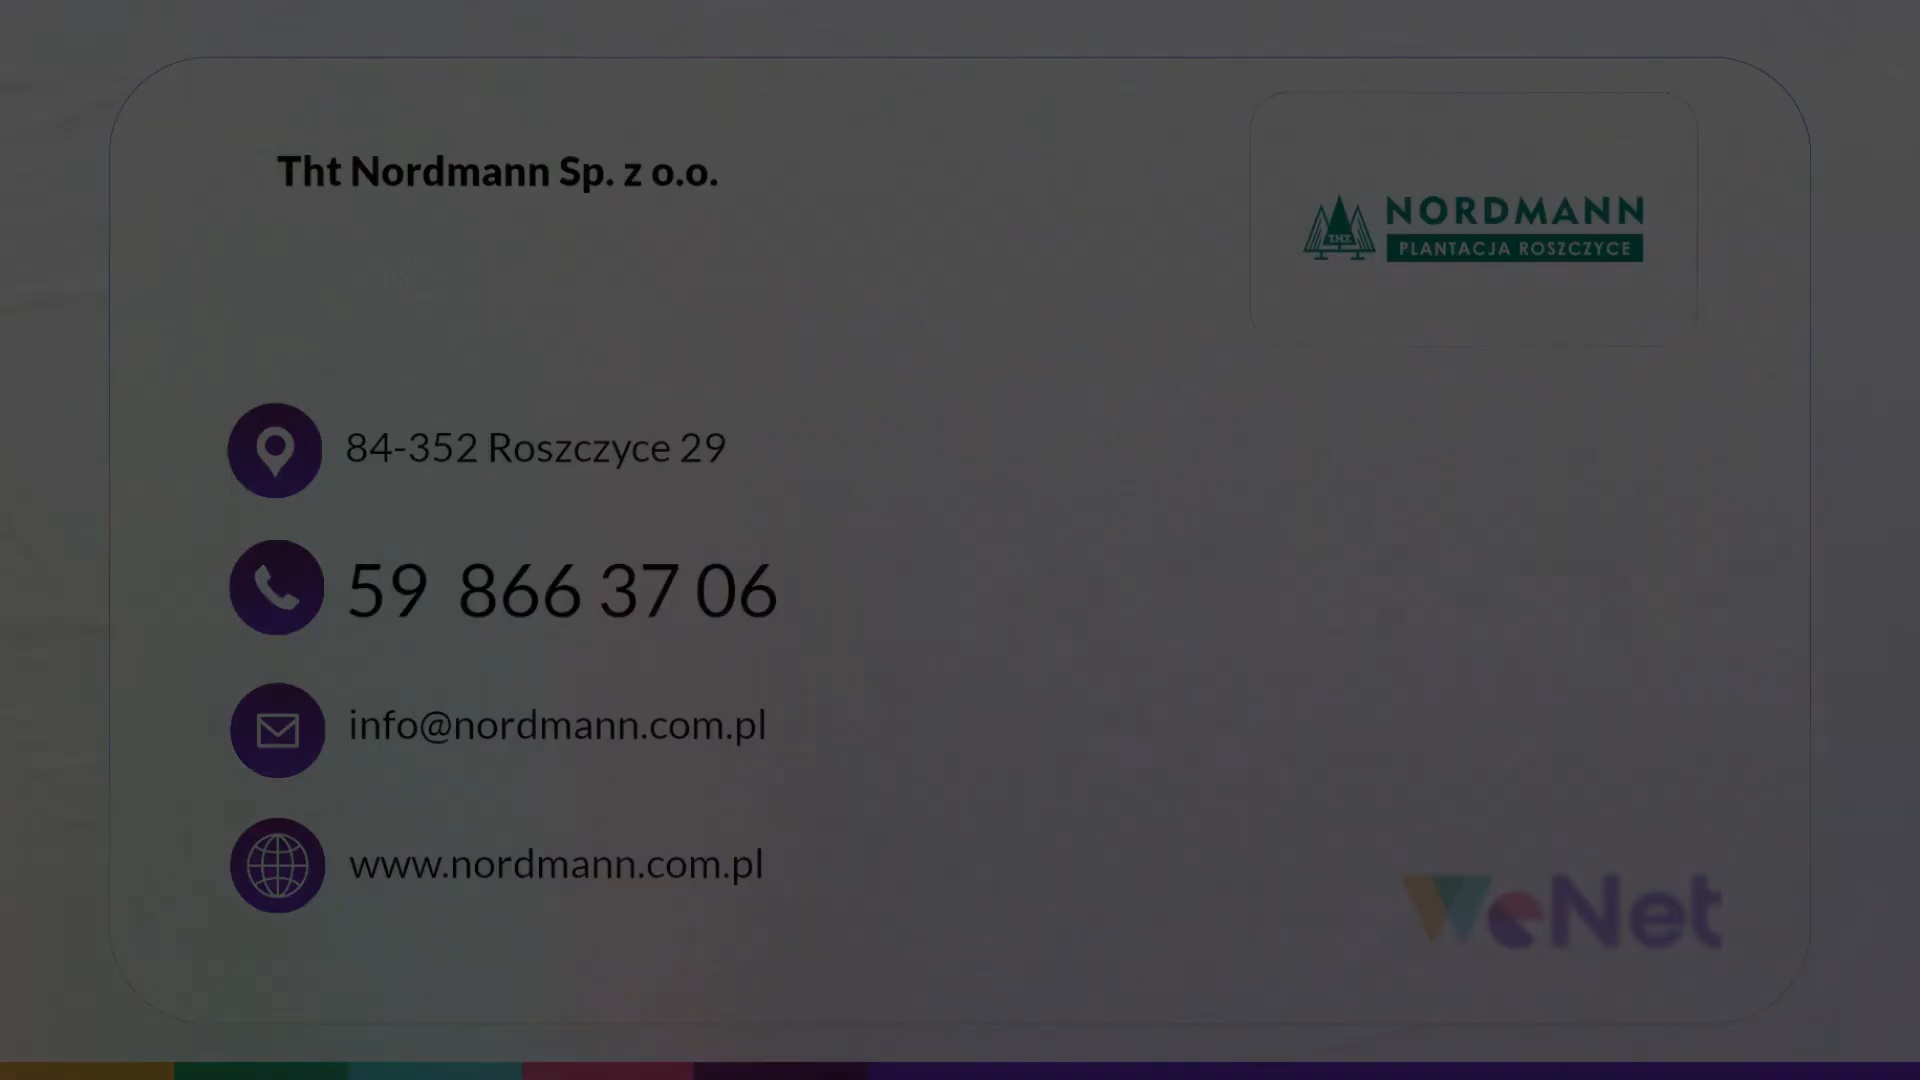 Tht Nordmann Sp. z o.o.
NORDMANN
T.H.T.
PLANTACJA ROSZCZYCE
84-352 Roszczyce 29
59 866 37 06
info@nordmann.com.pl
www.nordmann.com.pl
WeNet